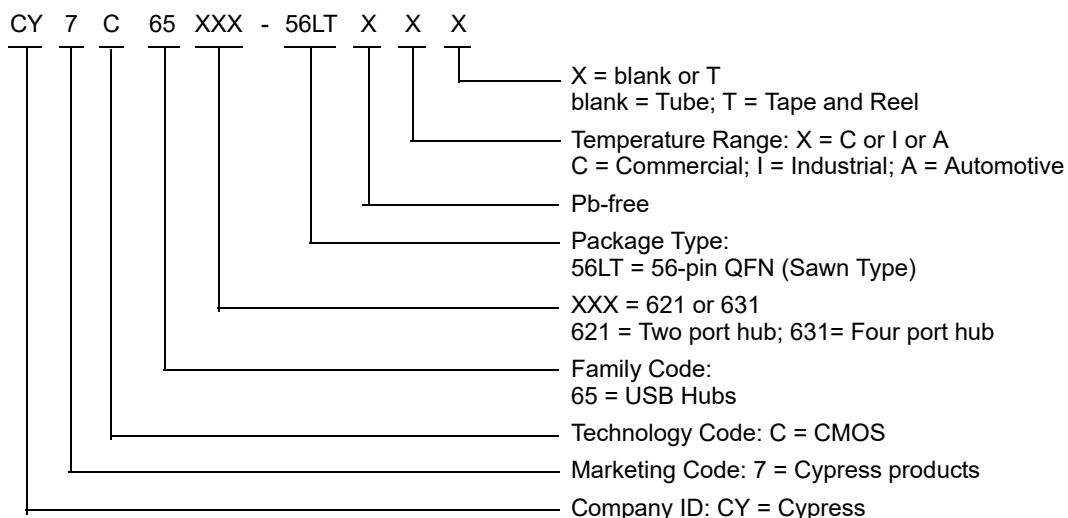 CY 7 C 65 XXX - 56LT X X X
X = blank or T
blank = Tube; T = Tape and Reel
Temperature Range: X = C or I or A
C = Commercial; I = Industrial; A = Automotive
Pb-free
Package Type:
56LT = 56-pin QFN (Sawn Type)
XXX = 621 or 631
621 = Two port hub; 631= Four port hub
Family Code:
65 = USB Hubs
Technology Code: C = CMOS
Marketing Code: 7 = Cypress products
Company ID: CY = Cypress